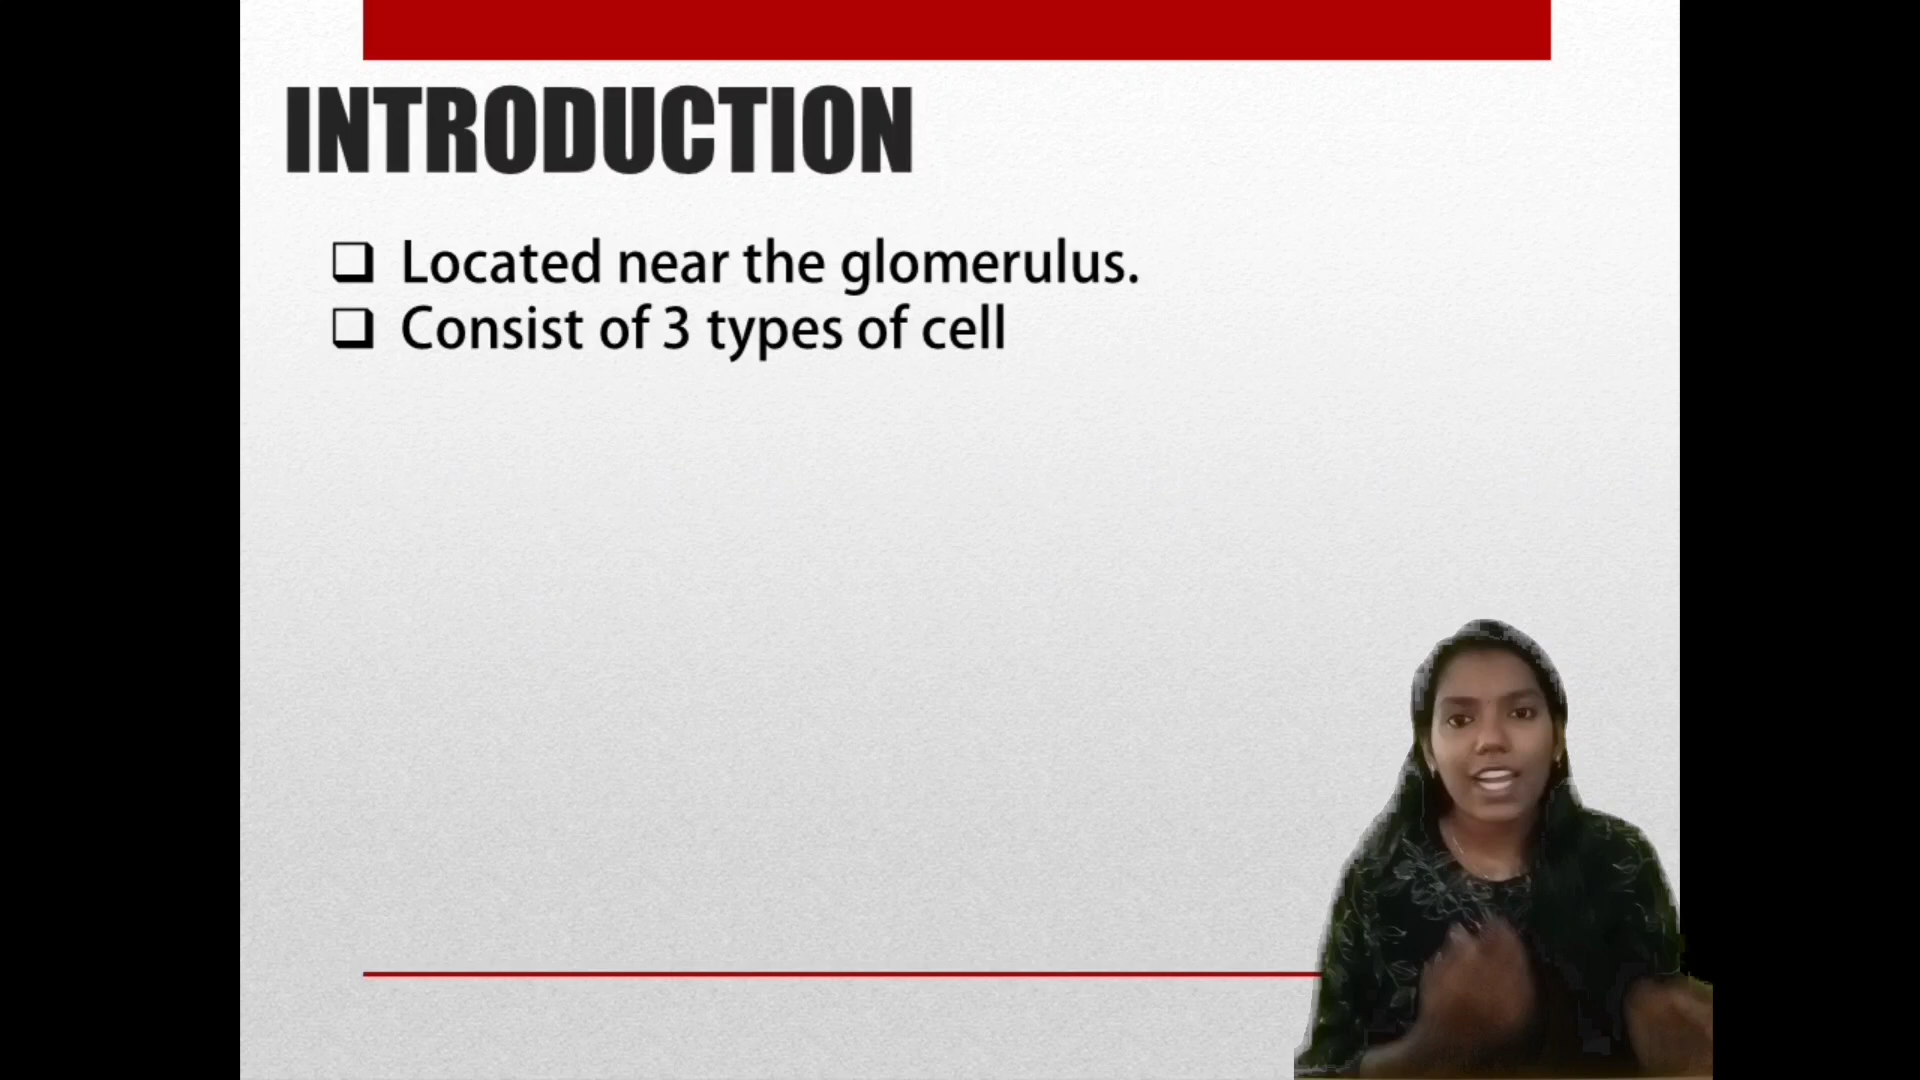 INTRODUCTION
Located near the glomerulus.
Consist of 3 types of cell